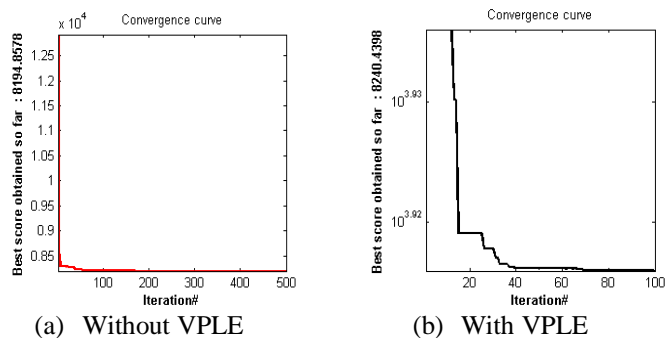 Convergence curve
x 10^4
1.25
1.2
1.15
1.1
1.05
1
0.95
0.9
0.85
100 200 300 400 500
Iteration#
Best score obtained so far : 8194.8578
(a) Without VPLE
Convergence curve
10^3.93
10^3.92
20 40 60 80 100
Iteration#
Best score obtained so far : 8240.4398
(b) With VPLE